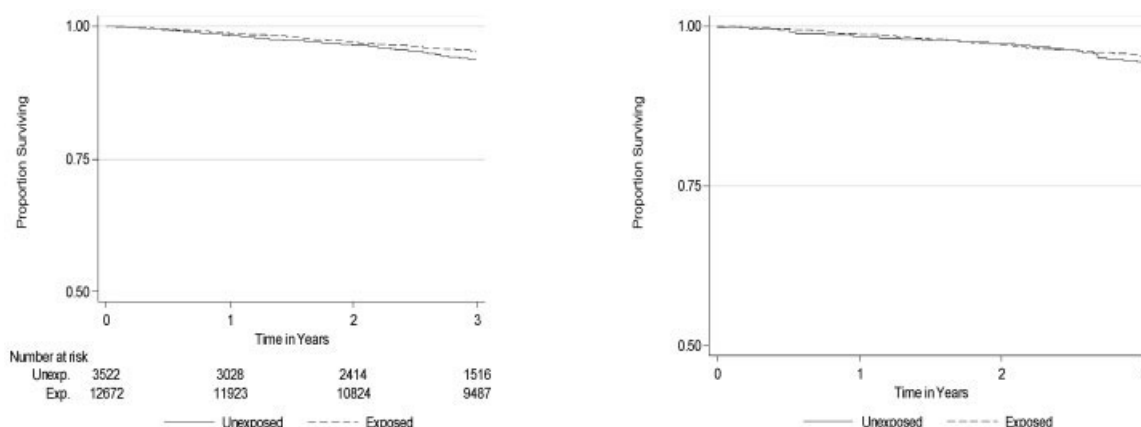 1.00
0.75
0.50
Proportion Surviving
0 1 2 3
Time in Years
Number at risk
Unexp. 3522 3028 2414 1516
Exp. 12672 11923 10824 9487
Unexposed Exposed
1.00
0.75
0.50
Proportion Surviving
0 1 2
Time in Years
Unexposed Exposed